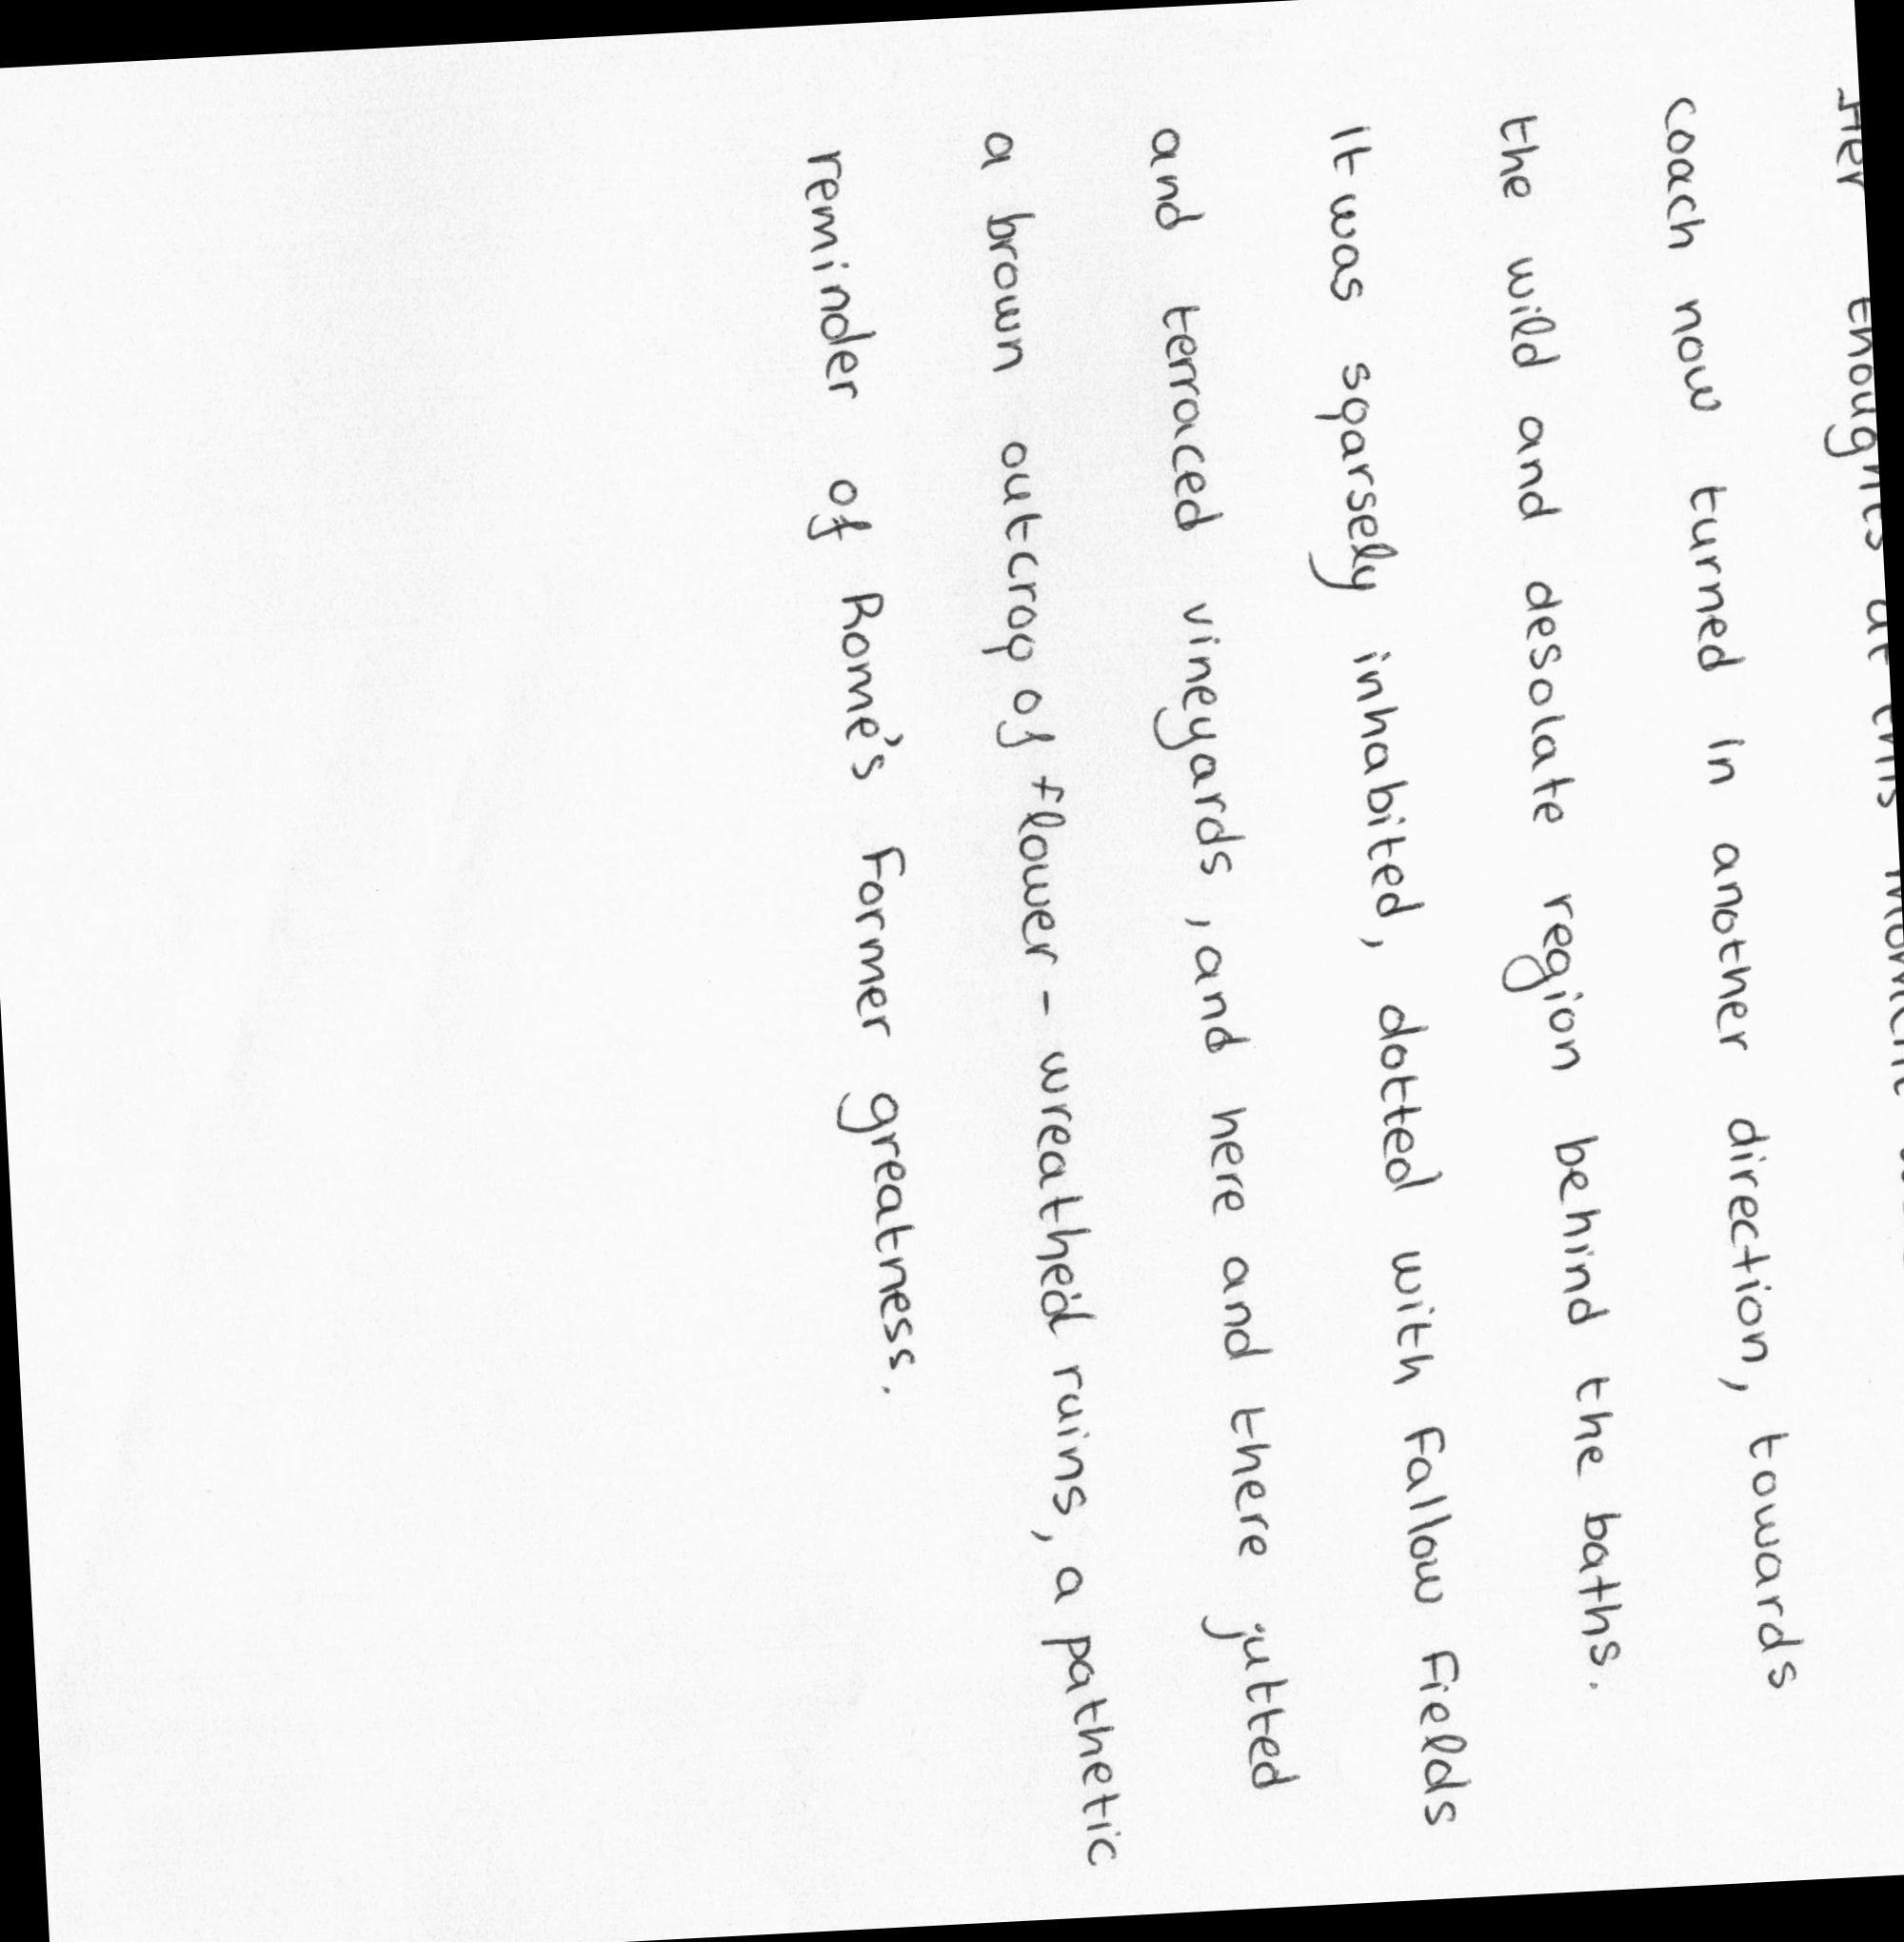 Her thoughts at this moment
coach now turned in another direction, towards
the wild and desolate region behind the baths.
It was sparsely inhabited, dotted with fallow fields
and terraced vineyards, and here and there jutted
a brown outcrop of flower-wreathed ruins, a pathetic
reminder of Rome's former greatness.